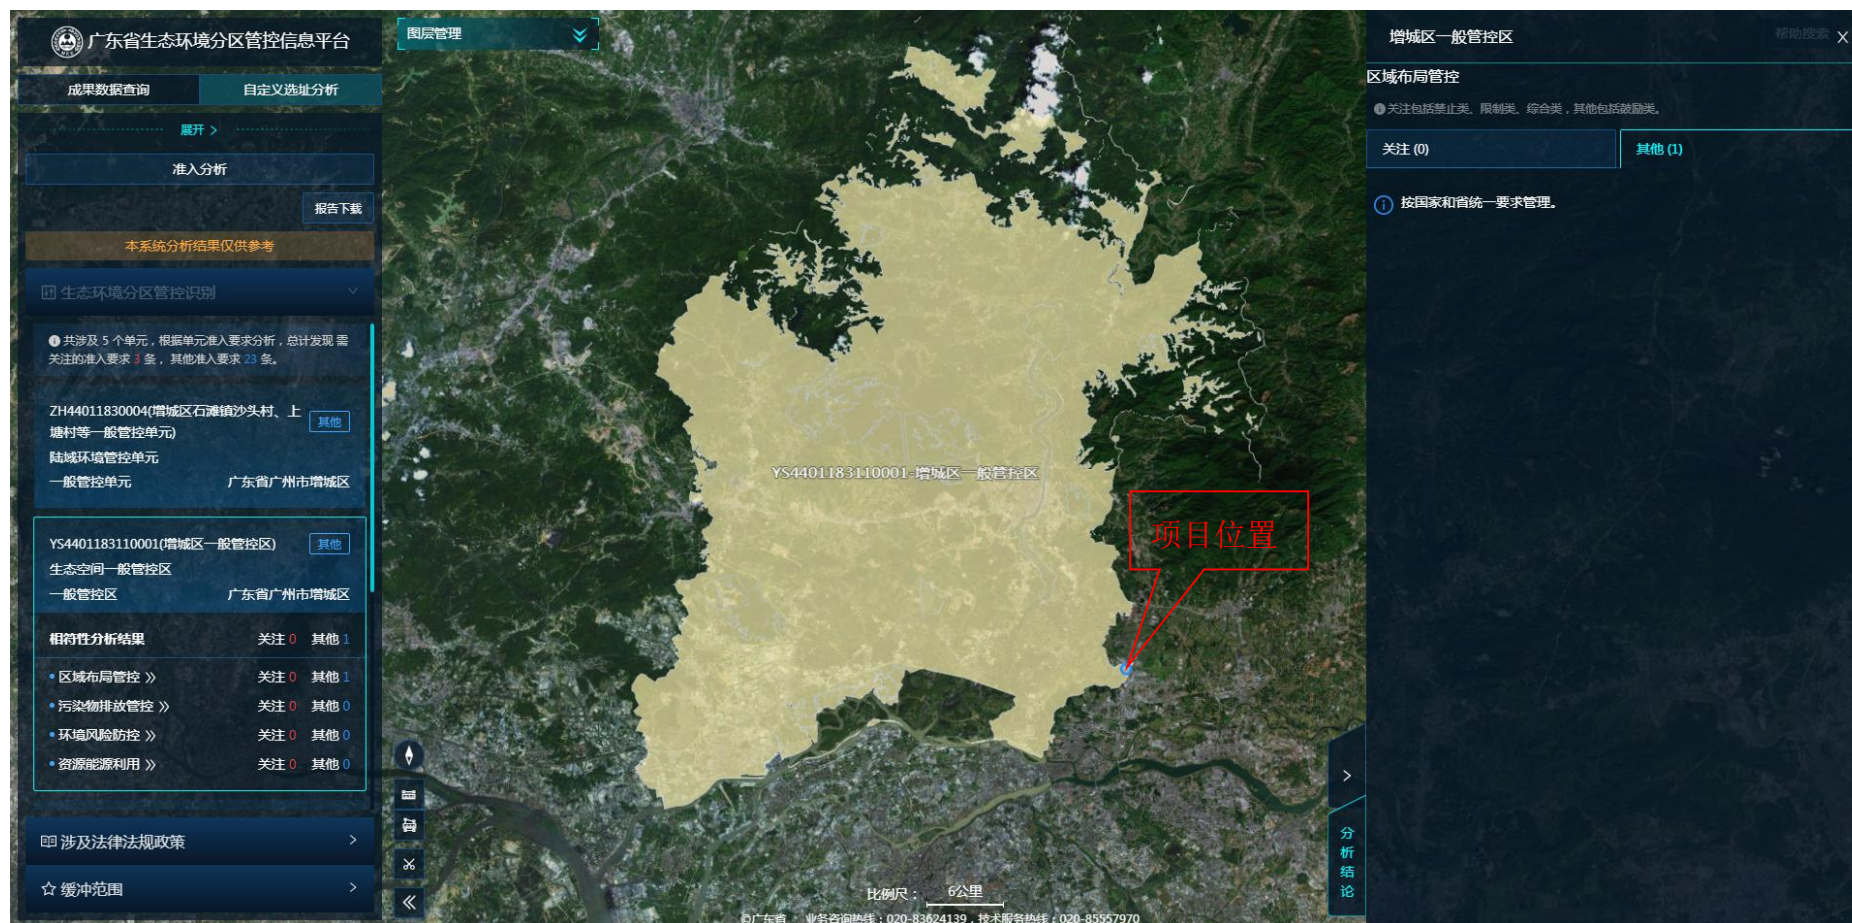 广东省生态环境分区管控信息平台
成果数据查询
自定义选址分析
展开 >
准入分析
报告下载
本系统分析结果仅供参考
生态环境分区管控识别
共涉及 5 个单元，根据单元准入要求分析，总计发现 需
关注的准入要求 3 条， 其他准入要求 23 条。
ZH44011830004(增城区石滩镇沙头村、上
塘村等一般管控单元)
其他
陆域环境管控单元
一般管控单元 广东省广州市增城区
YS4401183110001(增城区一般管控区) 其他
生态空间一般管控区
一般管控区 广东省广州市增城区
相符性分析结果 关注 0 其他 1
区域布局管控 关注 0 其他 1
污染物排放管控 关注 0 其他 0
环境风险防控 关注 0 其他 0
资源能源利用 关注 0 其他 0
涉及法律法规政策
缓冲范围
图层管理
YS4401183110001-增城区一般管控区
项目位置
比例尺： 6公里
©广东省 业务咨询热线：020-83624139，技术服务热线：020-85557970
分析结论
增城区一般管控区
帮助搜索 X
区域布局管控
关注包括禁止类、限制类、综合类，其他包括鼓励类。
关注 (0)
其他 (1)
按国家和省统一要求管理。